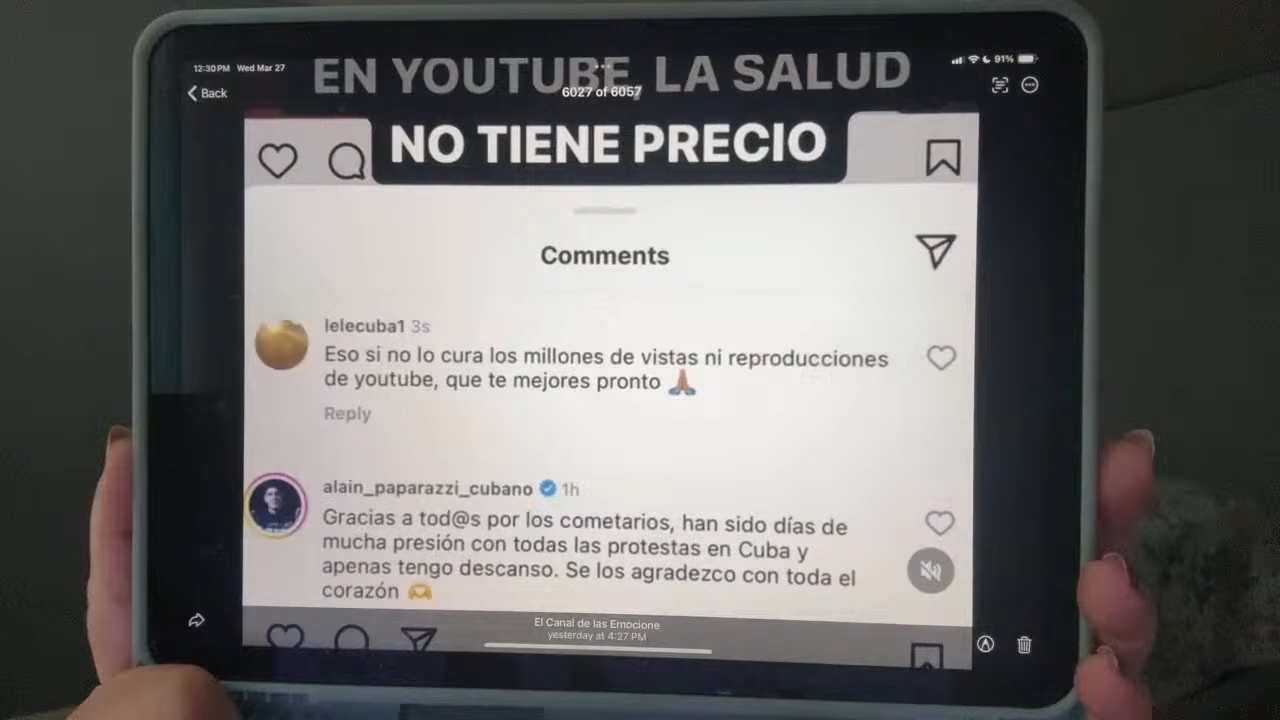 12:30 PM Wed Mar 27
91%
EN YOUTUBE, LA SALUD
Back
6027 of 6057
NO TIENE PRECIO
Comments
lelecuba1 3s
Eso si no lo cura los millones de vistas ni reproducciones
de youtube, que te mejores pronto 🙏🏽
Reply
alain_paparazzi_cubano 1h
Gracias a tod@s por los cometarios, han sido días de
mucha presión con todas las protestas en Cuba y
apenas tengo descanso. Se los agradezco con toda el
corazón 🫶
El Canal de las Emocione
yesterday at 4:27 PM